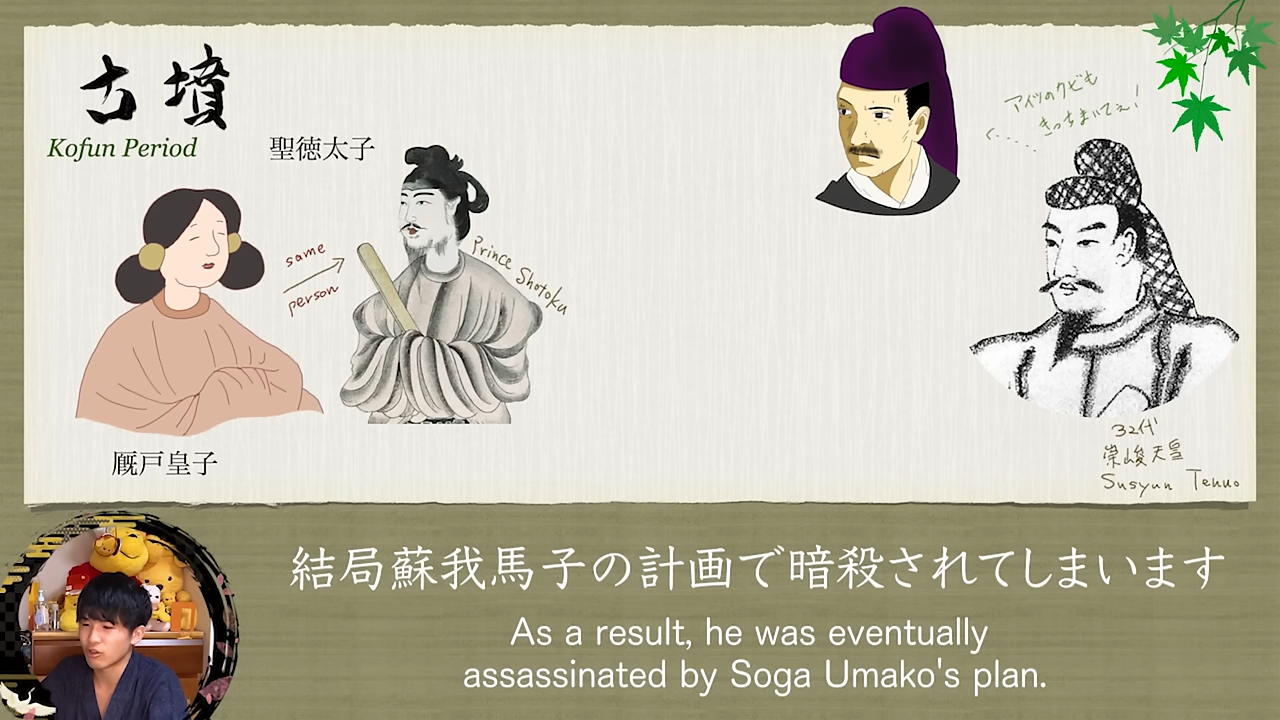 古墳
Kofun Period
聖徳太子
same
person
Prince Shotoku
厩戸皇子
アイツのクビも
きっちまいてぇ!
32代
崇峻天皇
Susyun Tenno
結局蘇我馬子の計画で暗殺されてしまいます
As a result, he was eventually
assassinated by Soga Umako's plan.